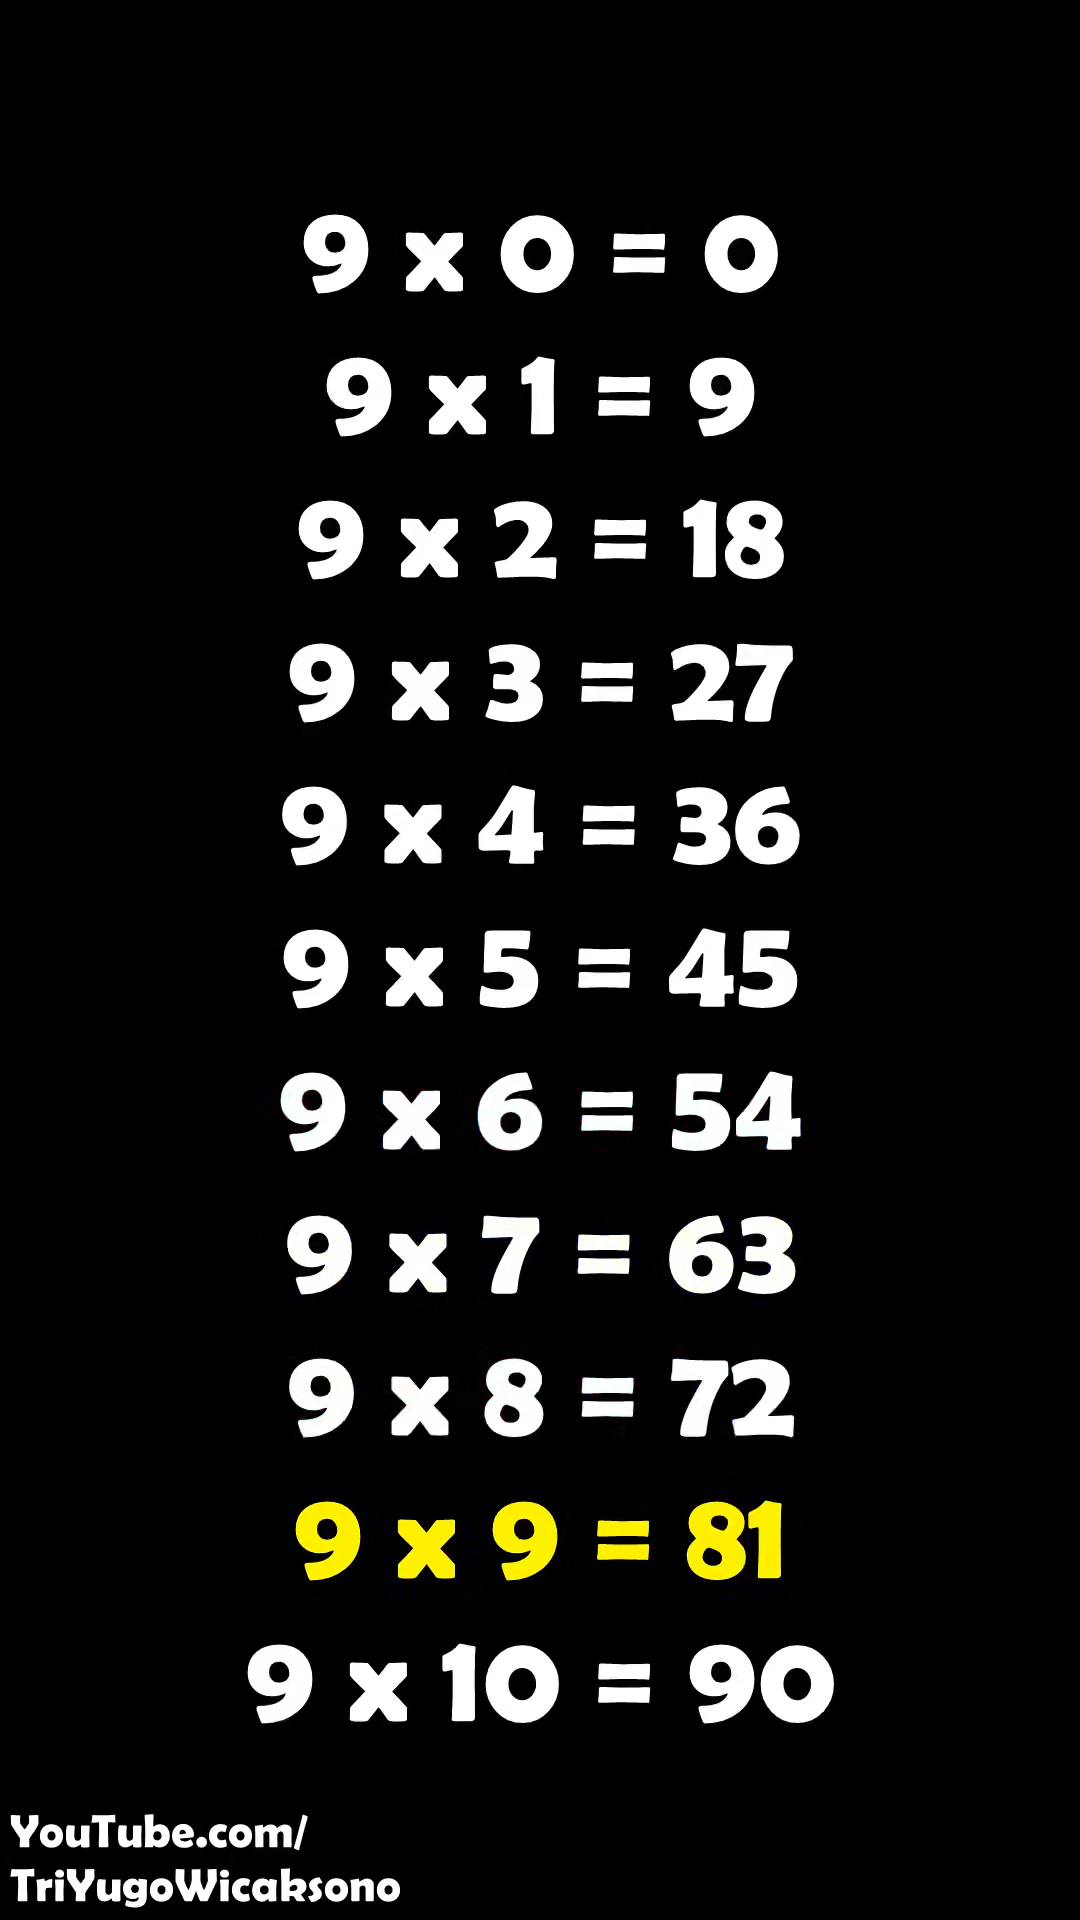 9 x 0 = 0
9 x 1 = 9
9 x 2 = 18
9 x 3 = 27
9 x 4 = 36
9 x 5 = 45
9 x 6 = 54
9 x 7 = 63
9 x 8 = 72
9 x 9 = 81
9 x 10 = 90
YouTube.com/
TriYugoWicaksono